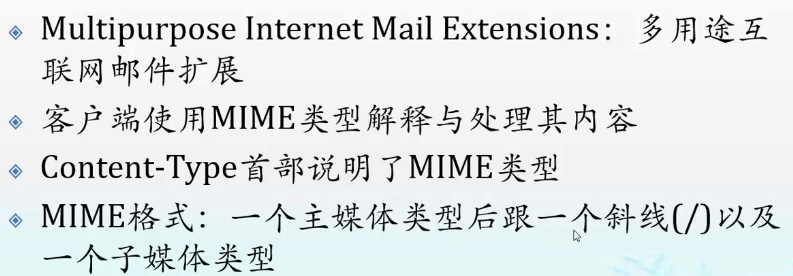 Multipurpose Internet Mail Extensions: 多用途互
联网邮件扩展
客户端使用MIME类型解释与处理其内容
Content-Type首部说明了MIME类型
MIME格式:一个主媒体类型后跟一个斜线(/)以及
一个子媒体类型